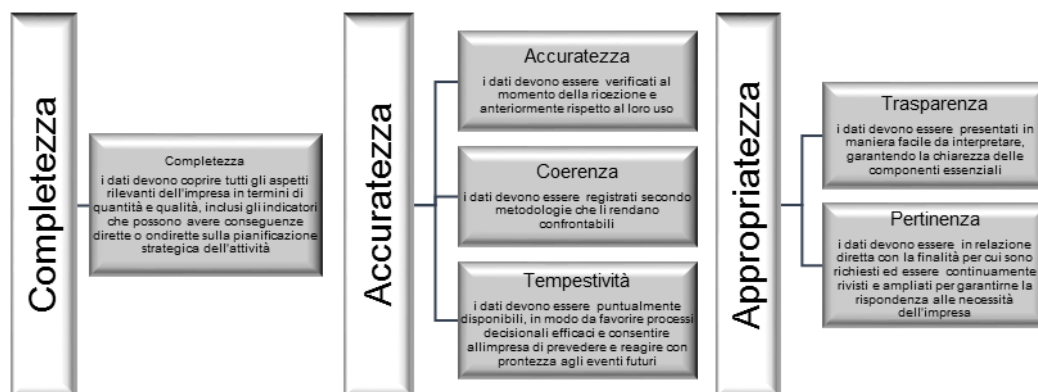 Completezza
Completezza
i dati devono coprire tutti gli aspetti
rilevanti dell'impresa in termini di
quantità e qualità, inclusi gli indicatori
che possono avere conseguenze
dirette o ondirette sulla pianificazione
strategica dell'attività
Accuratezza
Accuratezza
i dati devono essere verificati al
momento della ricezione e
anteriormente rispetto al loro uso
Coerenza
i dati devono essere registrati secondo
metodologie che li rendano
confrontabili
Tempestività
i dati devono essere puntualmente
disponibili, in modo da favorire processi
decisionali efficaci e consentire
allimpresa di prevedere e reagire con
prontezza agli eventi futuri
Appropriatezza
Trasparenza
i dati devono essere presentati in
maniera facile da interpretare,
garantendo la chiarezza delle
componenti essenziali
Pertinenza
i dati devono essere in relazione
diretta con la finalità per cui sono
richiesti ed essere continuamente
rivisti e ampliati per garantirne la
rispondenza alle necessità
dell'impresa